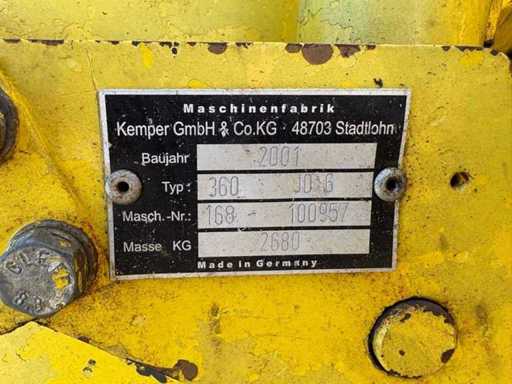 Maschinenfabrik
Kemper GmbH & Co.KG · 48703 Stadtlohn
Baujahr 2001
Typ: 360
Masch.-Nr.: 168 - 100957
Masse KG 2680
Made in Germany